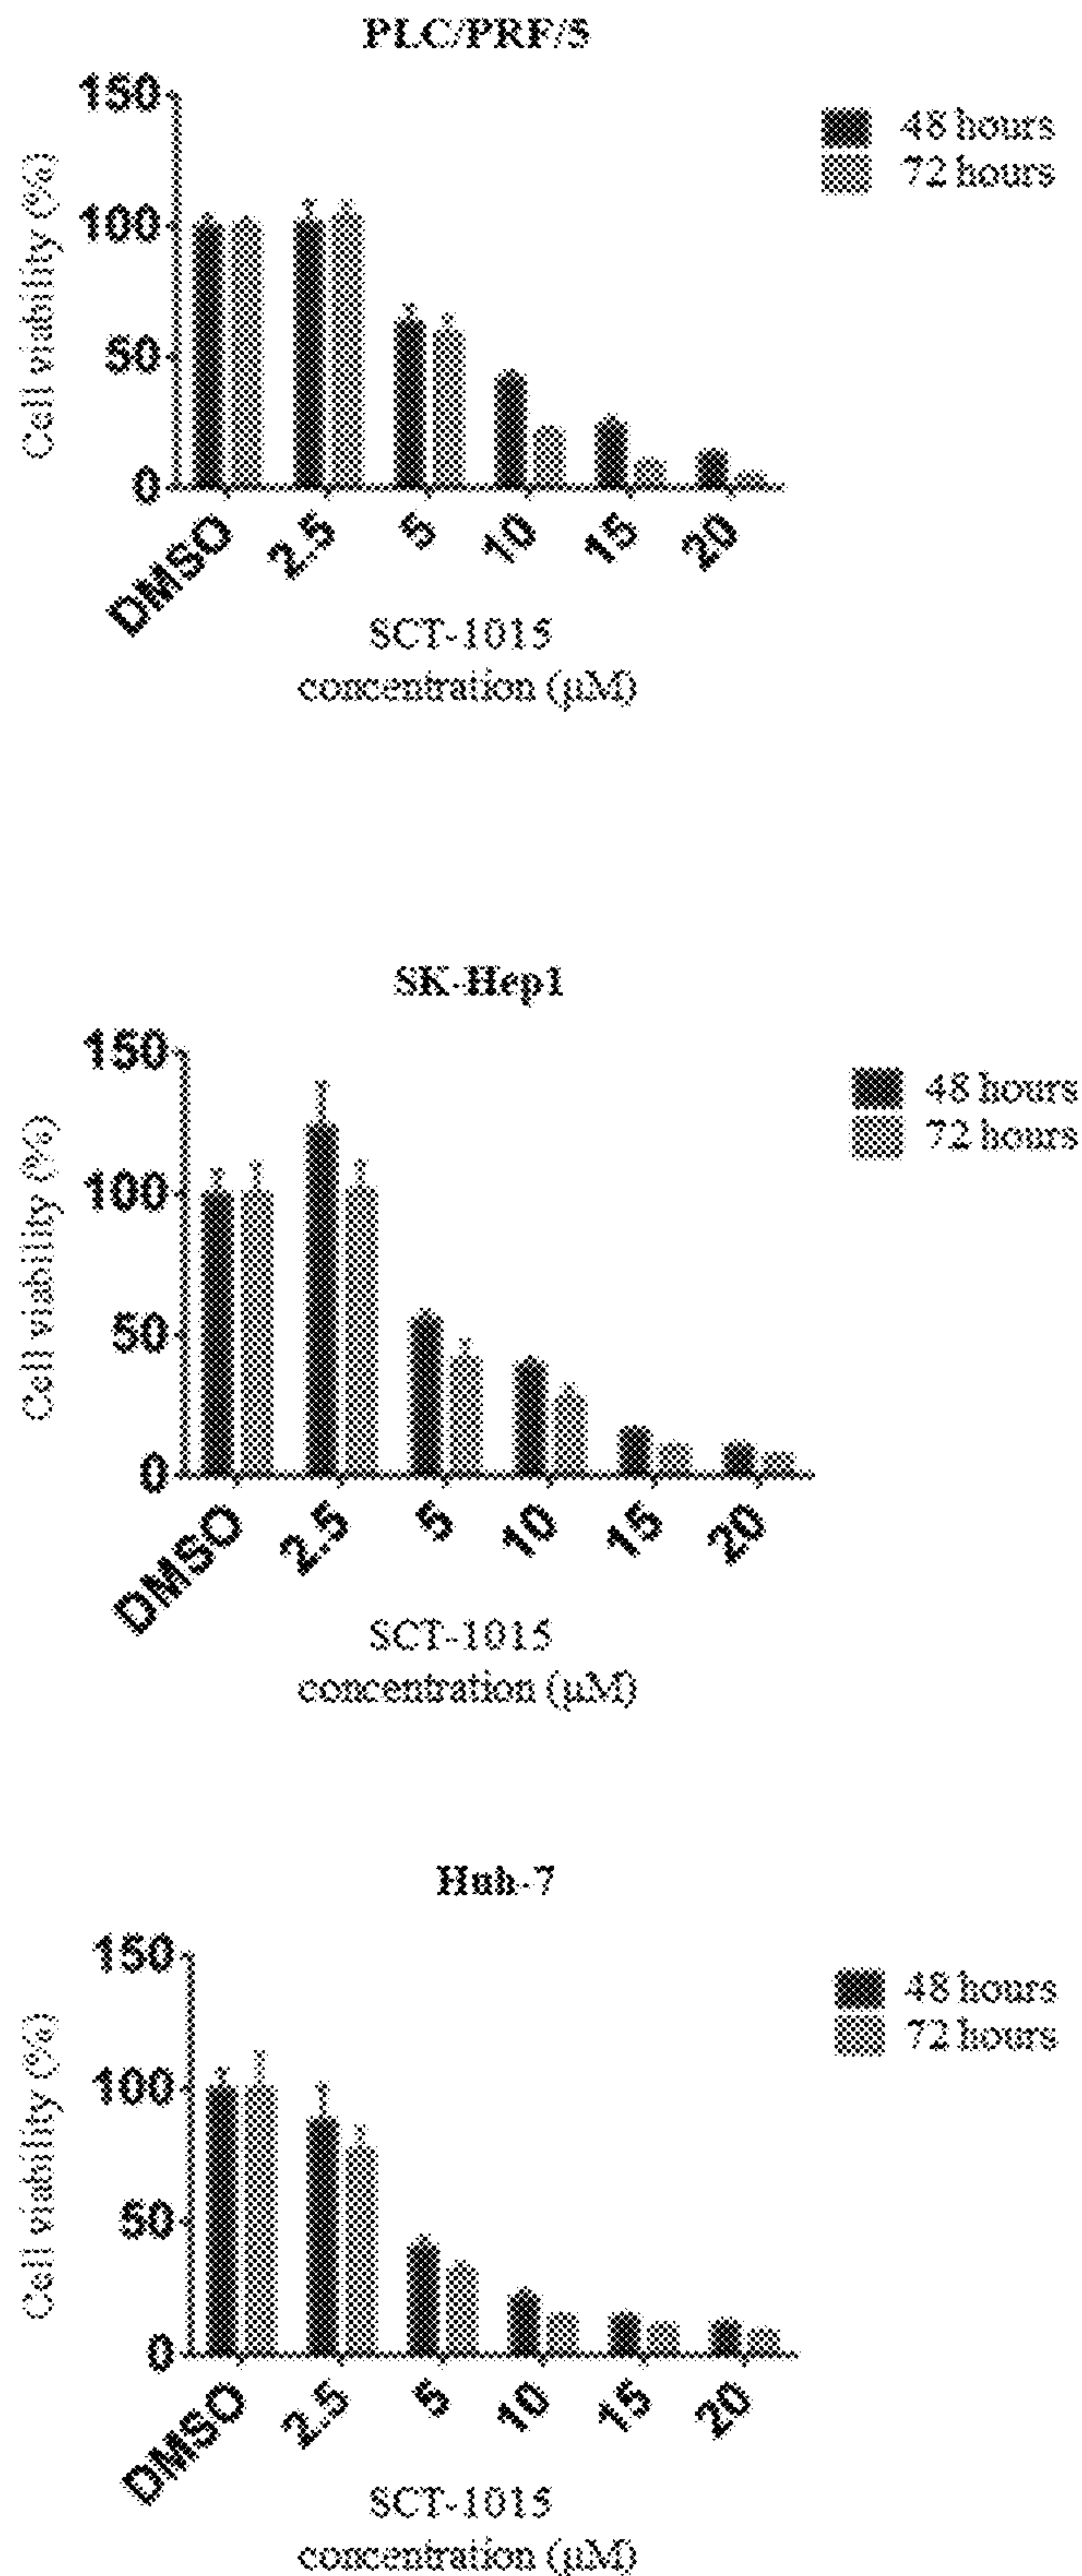 PLC/PRF/5
150
100
50
0
Cell viability (%)
48 hours
72 hours
DMSO 2.5 5 10 15 20
SCT-1015
concentration (µM)
SK-Hep1
150
100
50
0
Cell viability (%)
48 hours
72 hours
DMSO 2.5 5 10 15 20
SCT-1015
concentration (µM)
Huh-7
150
100
50
0
Cell viability (%)
48 hours
72 hours
DMSO 2.5 5 10 15 20
SCT-1015
concentration (µM)